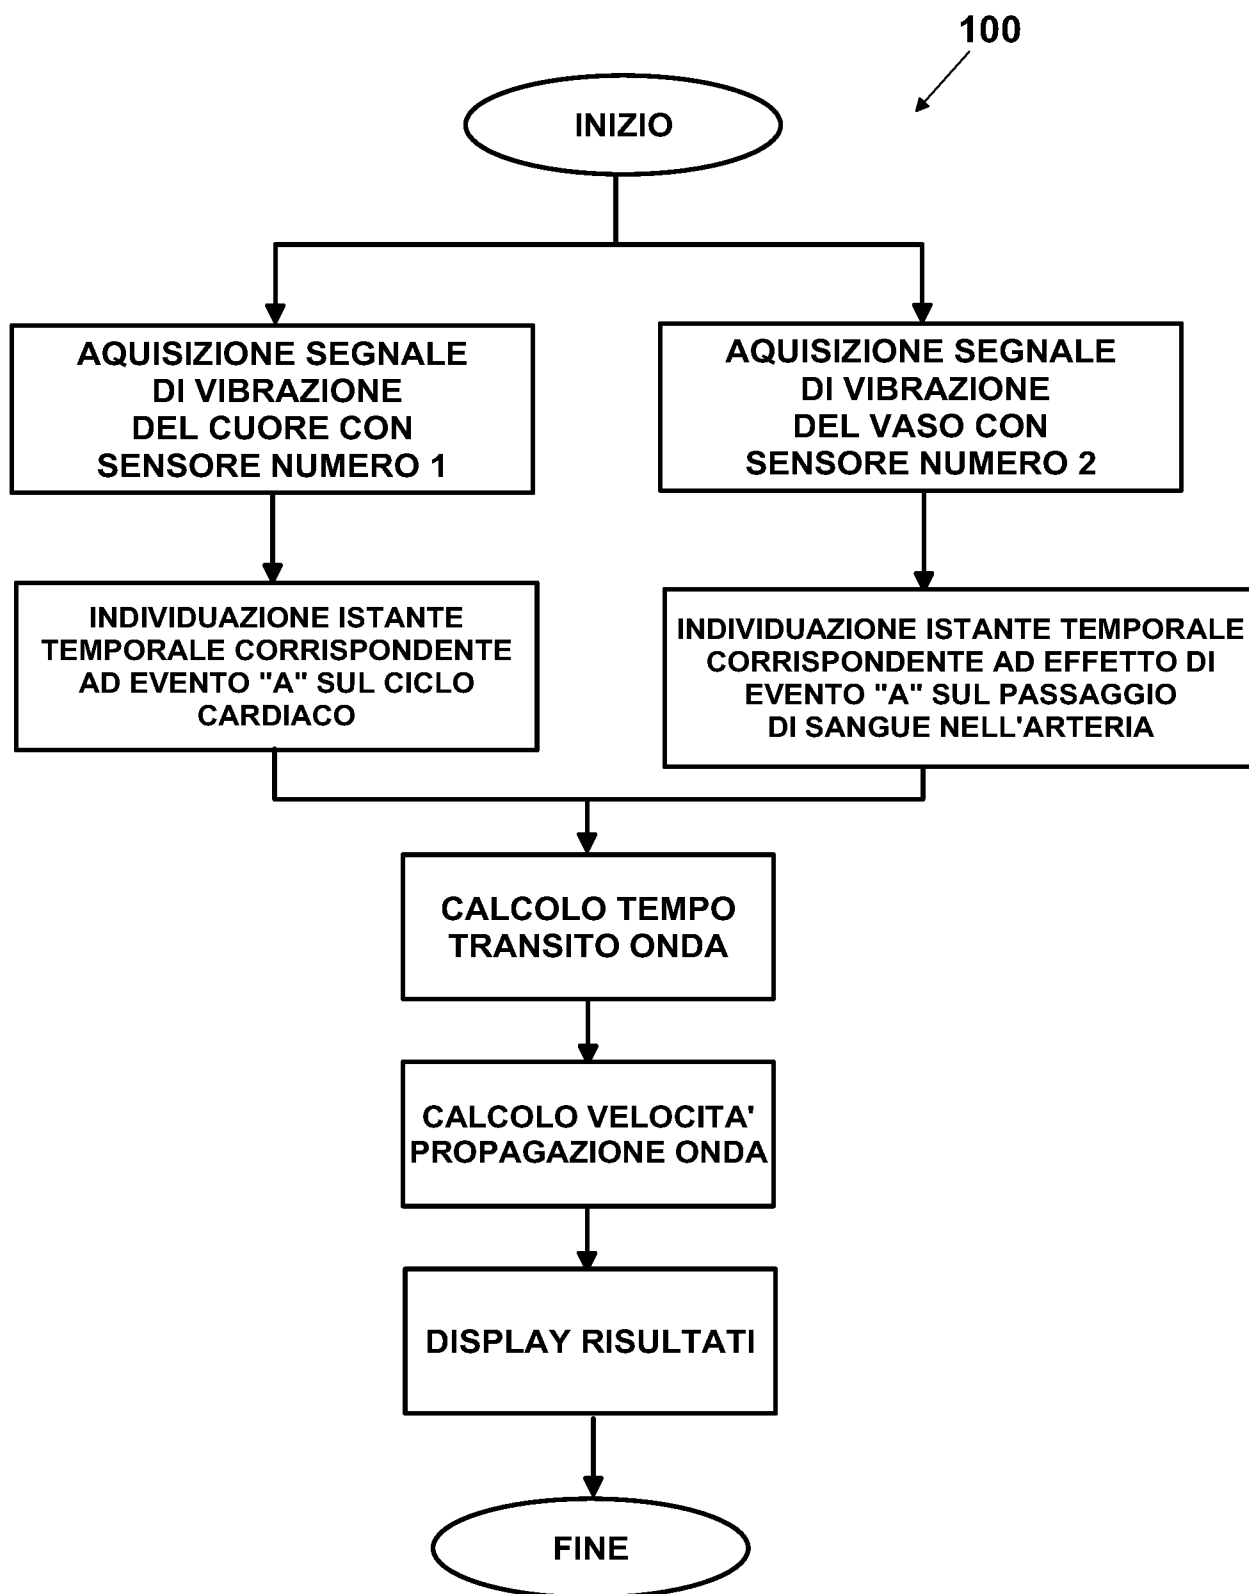 100
INIZIO
AQUISIZIONE SEGNALE
DI VIBRAZIONE
DEL CUORE CON
SENSORE NUMERO 1
AQUISIZIONE SEGNALE
DI VIBRAZIONE
DEL VASO CON
SENSORE NUMERO 2
INDIVIDUAZIONE ISTANTE
TEMPORALE CORRISPONDENTE
AD EVENTO "A" SUL CICLO
CARDIACO
INDIVIDUAZIONE ISTANTE TEMPORALE
CORRISPONDENTE AD EFFETTO DI
EVENTO "A" SUL PASSAGGIO
DI SANGUE NELL'ARTERIA
CALCOLO TEMPO
TRANSITO ONDA
CALCOLO VELOCITA'
PROPAGAZIONE ONDA
DISPLAY RISULTATI
FINE